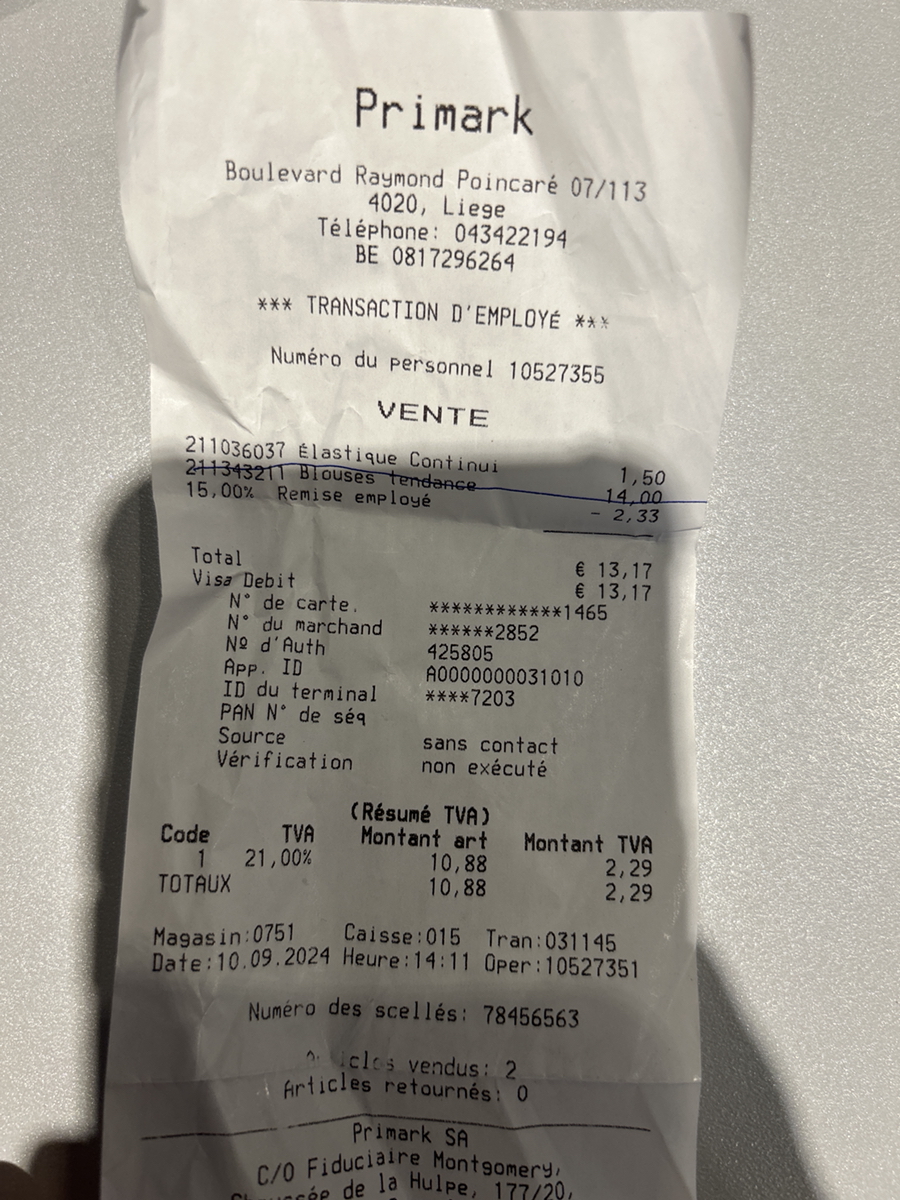 Primark
Boulevard Raymond Poincaré 07/113
4020, Liege
Téléphone: 043422194
BE 0817296264
*** TRANSACTION D'EMPLOYÉ ***
Numéro du personnel 10527355
VENTE
211036037 Élastique Continui 1,50
211343211 Blouses tendance 14,00
15,00% Remise employé - 2,33
Total € 13,17
Visa Debit € 13,17
N° de carte. ************1465
N° du marchand ******2852
Nº d'Auth 425805
App. ID A0000000031010
ID du terminal ****7203
PAN N° de séq
Source sans contact
Vérification non exécuté
(Résumé TVA)
Code TVA Montant art Montant TVA
1 21,00% 10,88 2,29
TOTAUX 10,88 2,29
Magasin:0751 Caisse:015 Tran:031145
Date:10.09.2024 Heure:14:11 Oper:10527351
Numéro des scellés: 78456563
Articles vendus: 2
Articles retournés: 0
Primark SA
C/O Fiduciaire Montgomery,
de la Hulpe, 177/20,